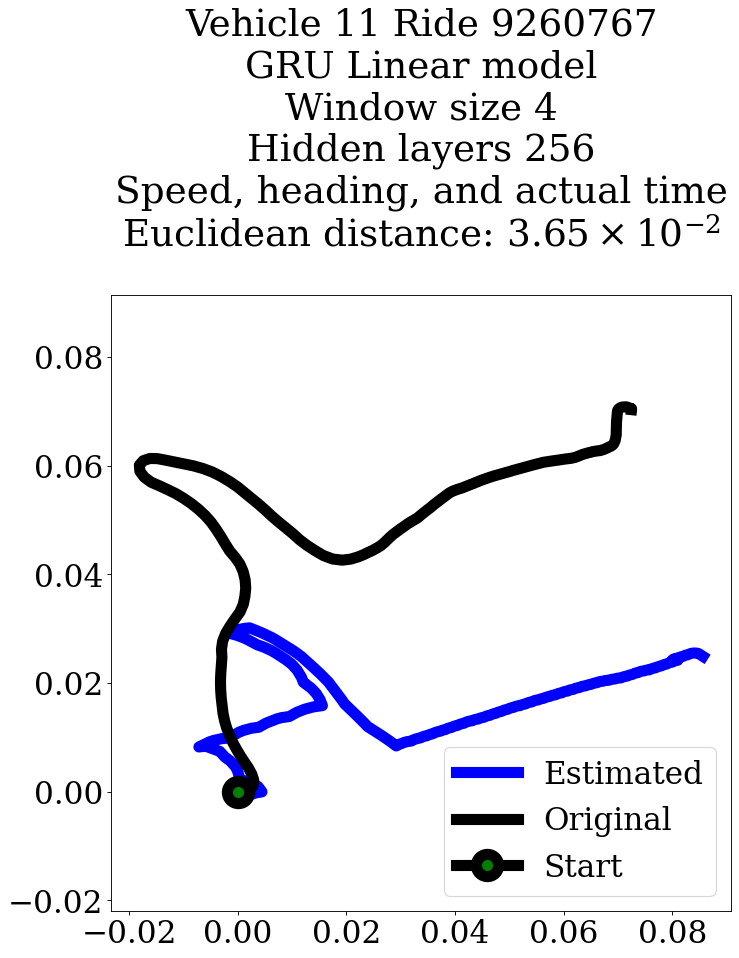 Vehicle 11 Ride 9260767
GRU Linear model
Window size 4
Hidden layers 256
Speed, heading, and actual time
Euclidean distance: 3.65 × 10⁻²
0.08
0.06
0.04
0.02
0.00
−0.02
Estimated
Original
Start
−0.02 0.00 0.02 0.04 0.06 0.08